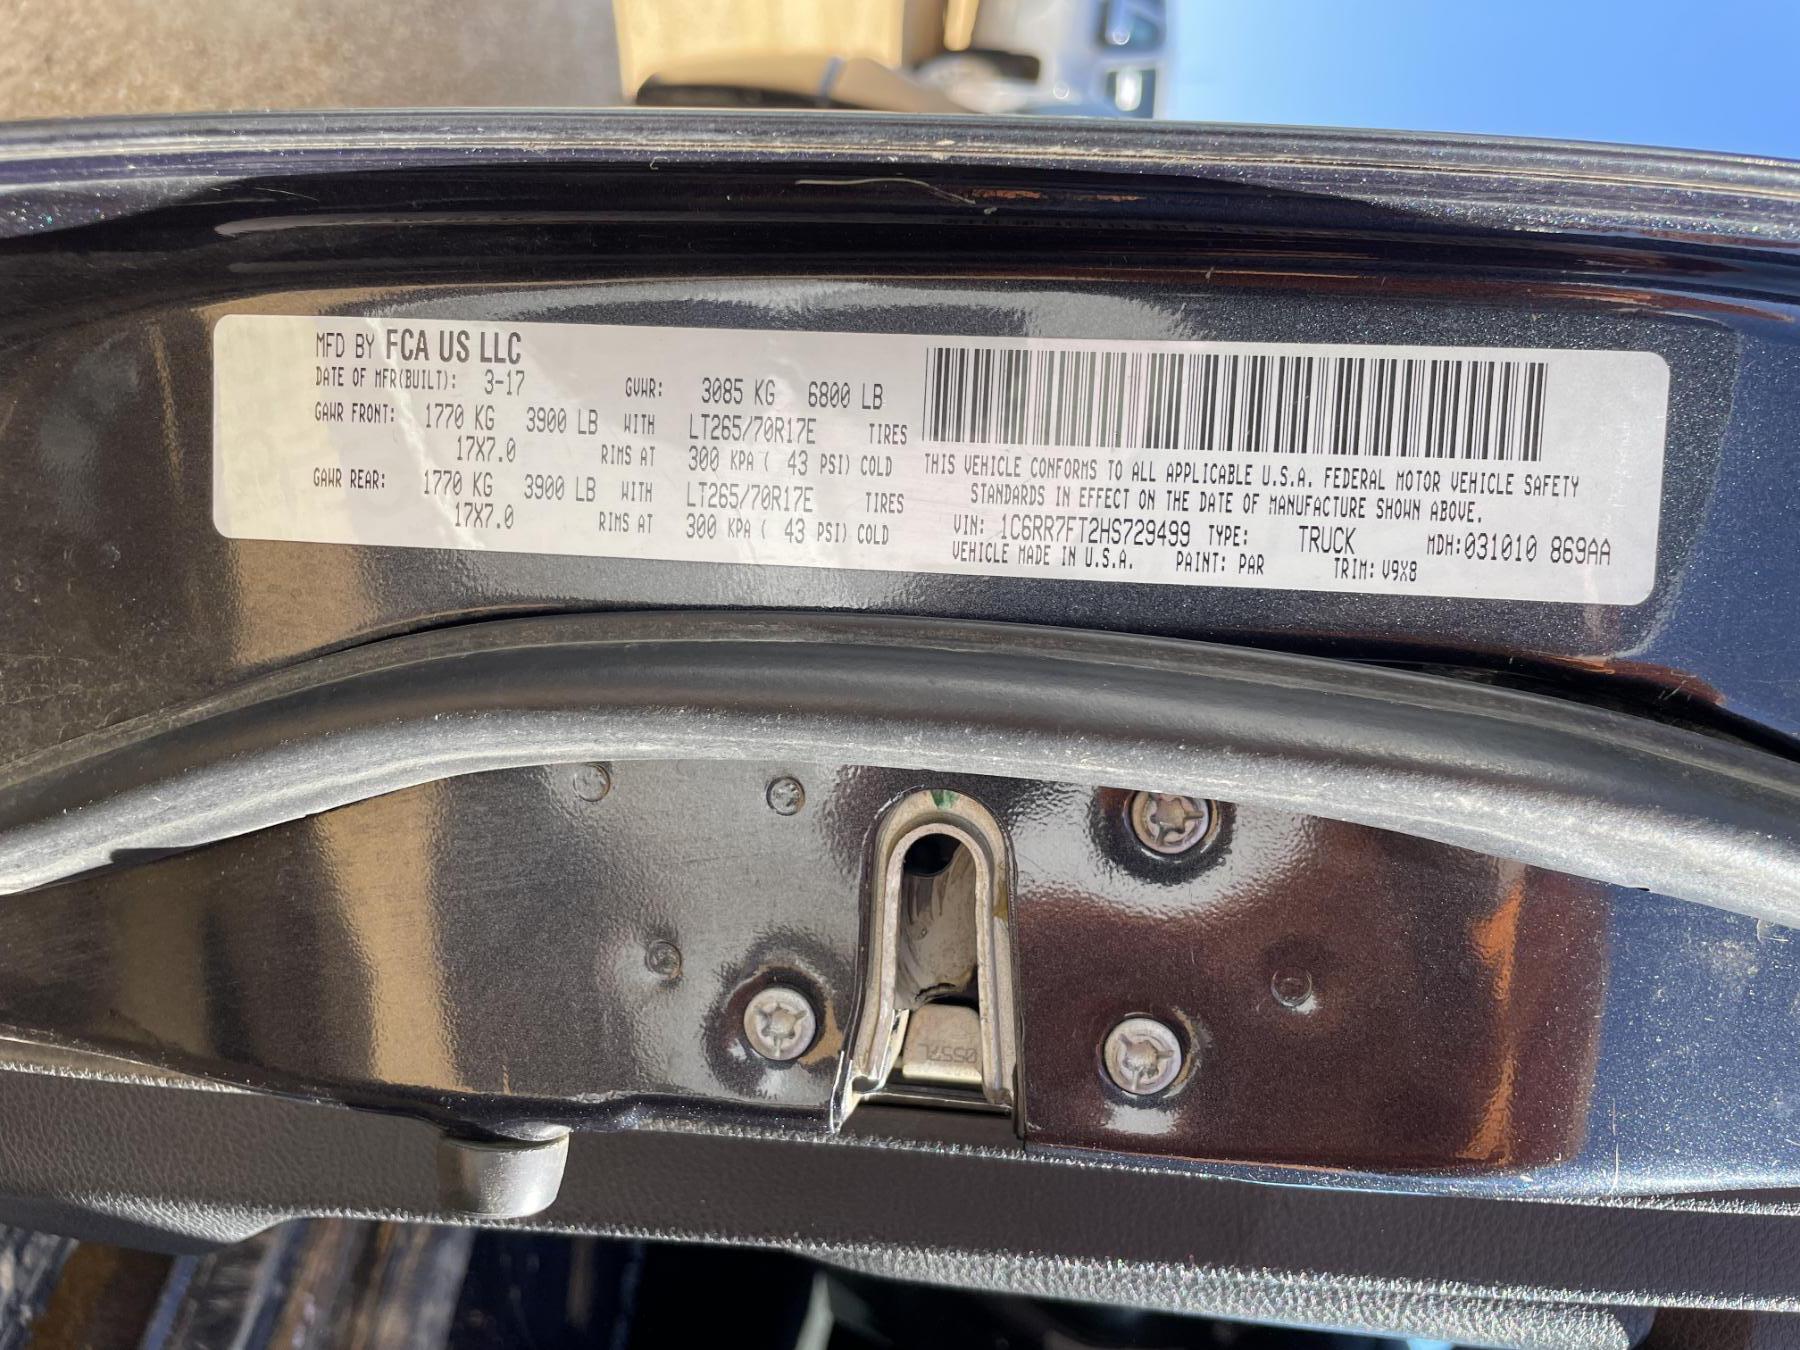 MFD BY FCA US LLC
DATE OF MFR(BUILT): 3-17 GVWR: 3085 KG 6800 LB
GAWR FRONT: 1770 KG 3900 LB WITH LT265/70R17E TIRES
17X7.0 RIMS AT 300 KPA ( 43 PSI) COLD
GAWR REAR: 1770 KG 3900 LB WITH LT265/70R17E TIRES
17X7.0 RIMS AT 300 KPA ( 43 PSI) COLD
THIS VEHICLE CONFORMS TO ALL APPLICABLE U.S.A. FEDERAL MOTOR VEHICLE SAFETY
STANDARDS IN EFFECT ON THE DATE OF MANUFACTURE SHOWN ABOVE.
VIN: 1C6RR7FT2HS729499 TYPE: TRUCK MDH:031010 869AA
VEHICLE MADE IN U.S.A. PAINT: PAR TRIM: V9X8